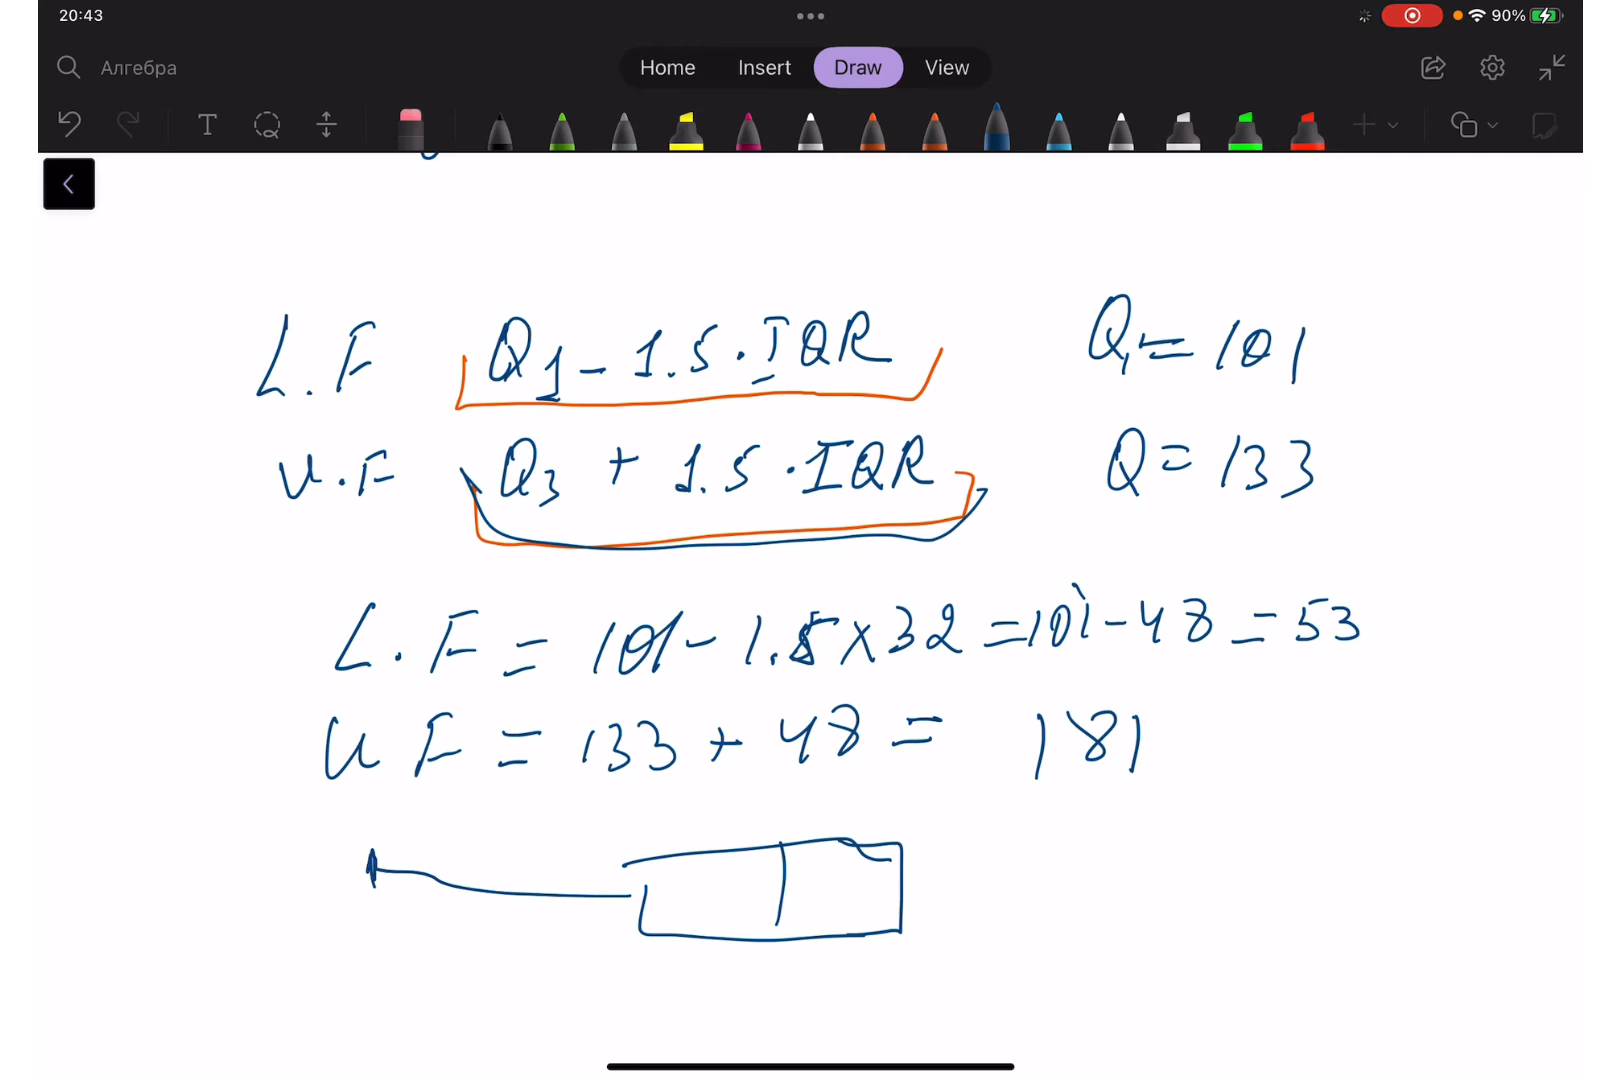 20:43
90%
Алгебра
Home Insert Draw View
L.F Q1 - 1.5 · IQR Q1 = 101
U.F Q3 + 1.5 · IQR Q = 133
L.F = 101 - 1.5 x 32 = 101 - 48 = 53
U F = 133 + 48 = 181